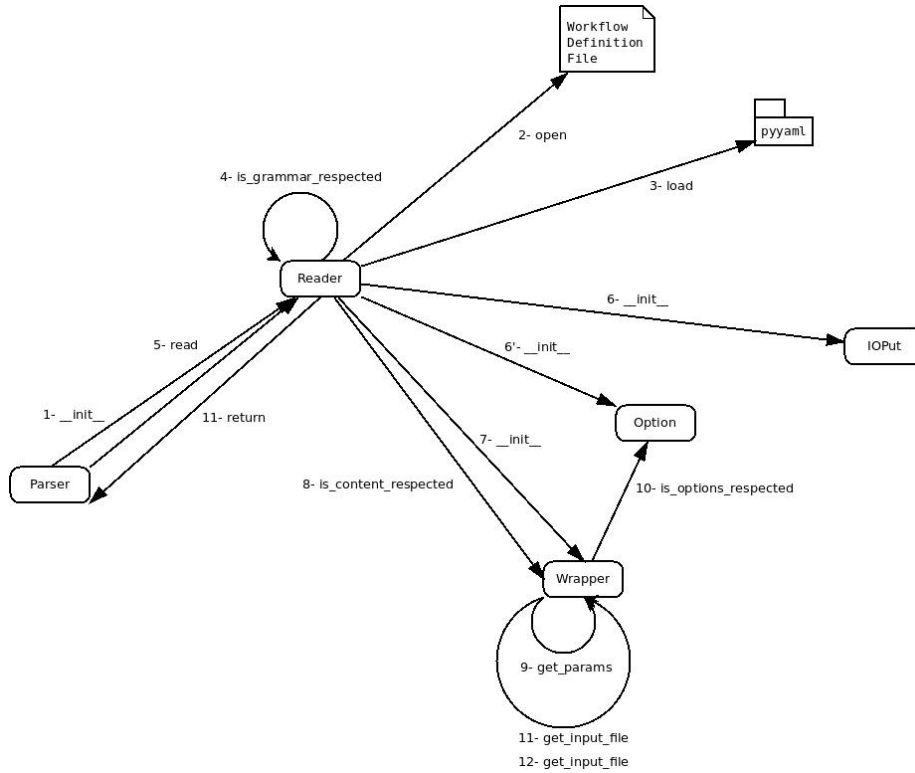 Workflow
Definition
File
pyyaml
2- open
4- is_grammar_respected
3- load
Reader
6- __init__
5- read
6'- __init__
IOPut
1- __init__
11- return
Option
7- __init__
Parser
8- is_content_respected
10- is_options_respected
Wrapper
9- get_params
11- get_input_file
12- get_input_file